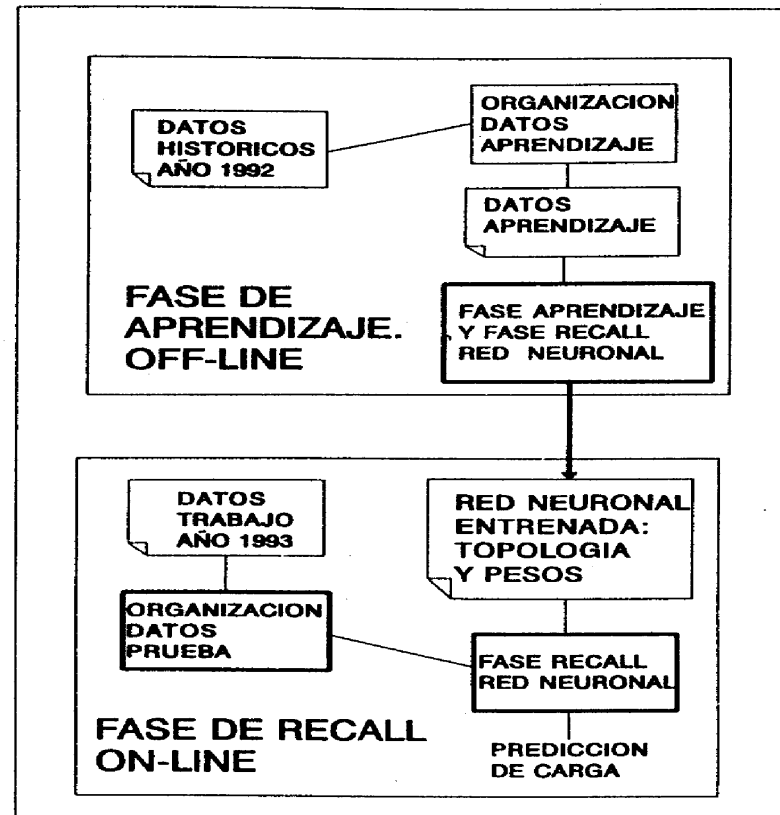 DATOS
HISTORICOS
AÑO 1992
ORGANIZACION
DATOS
APRENDIZAJE
DATOS
APRENDIZAJE
FASE DE
APRENDIZAJE.
OFF-LINE
FASE APRENDIZAJE
Y FASE RECALL
RED NEURONAL
DATOS
TRABAJO
AÑO 1993
RED NEURONAL
ENTRENADA:
TOPOLOGIA
Y PESOS
ORGANIZACION
DATOS
PRUEBA
FASE RECALL
RED NEURONAL
FASE DE RECALL
ON-LINE
PREDICCION
DE CARGA